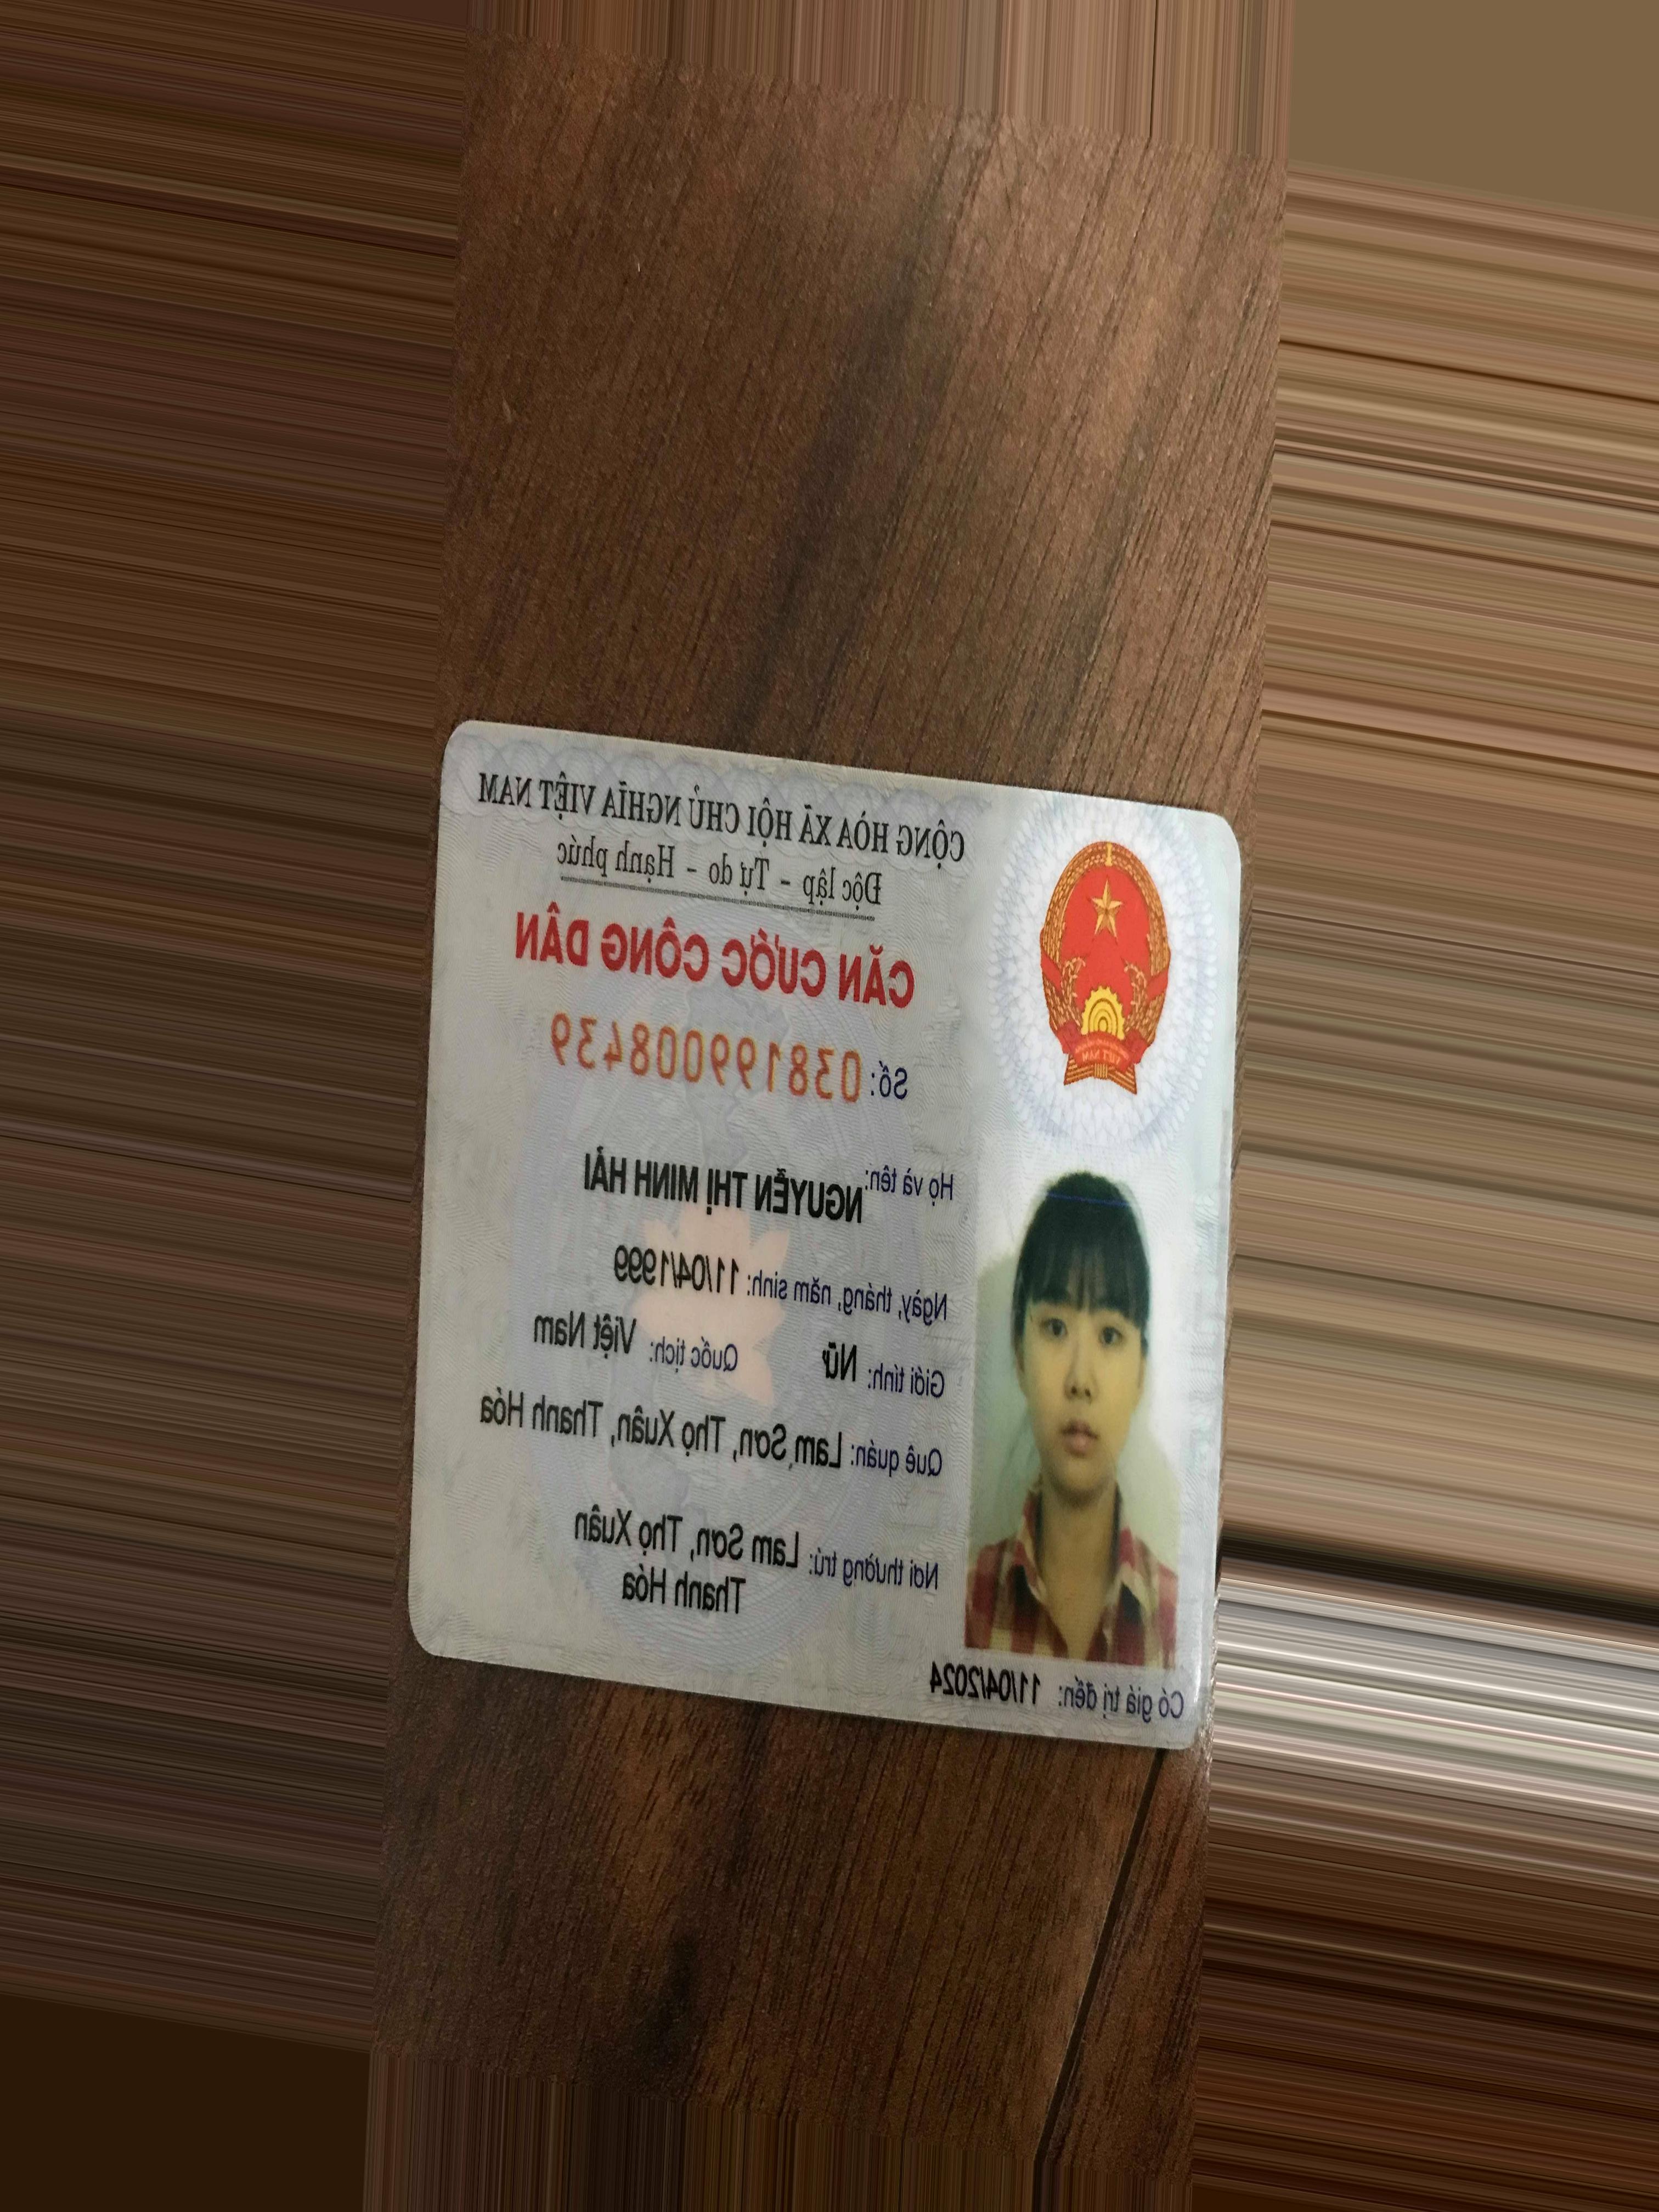 CỘNG HÒA XÃ HỘI CHỦ NGHĨA VIỆT NAM
Độc lập - Tự do - Hạnh phúc
CĂN CƯỚC CÔNG DÂN
Số: 038199008439
Họ và tên: NGUYỄN THỊ MINH HẢI
Ngày, tháng, năm sinh: 11/04/1999
Giới tính: Nữ Quốc tịch: Việt Nam
Quê quán: Lam Sơn, Thọ Xuân, Thanh Hóa
Nơi thường trú: Lam Sơn, Thọ Xuân
Thanh Hóa
Có giá trị đến: 11/04/2024
VIỆT NAM